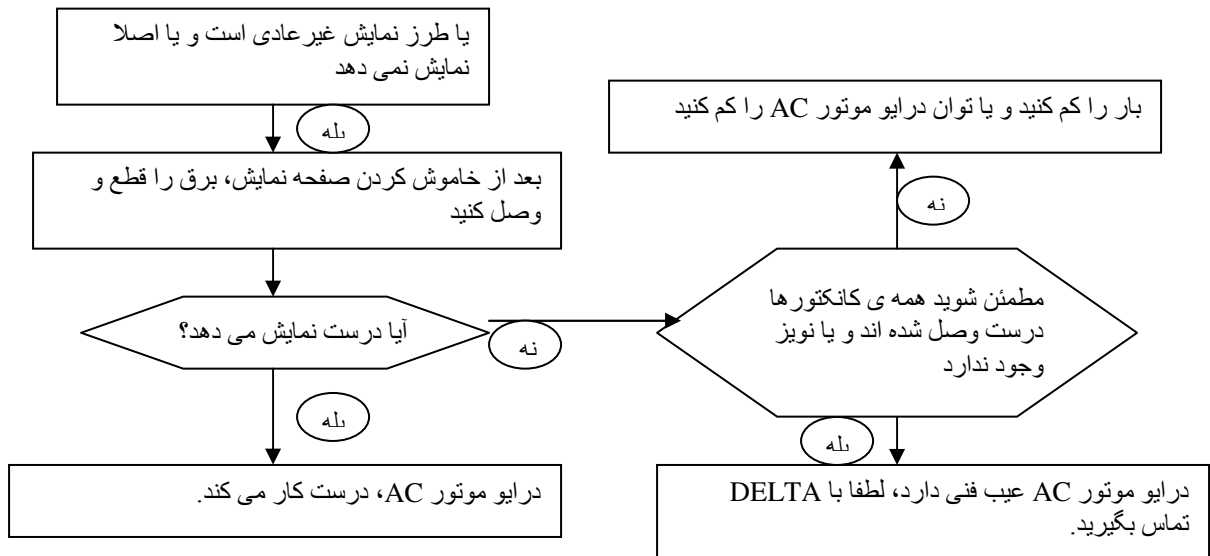 یا طرز نمایش غیرعادی است و یا اصلا
نمایش نمی دهد
بله
بعد از خاموش کردن صفحه نمایش، برق را قطع و
وصل کنید
آیا درست نمایش می دهد؟
بله
درایو موتور AC، درست کار می کند.
نه
مطمئن شوید همه ی کانکتورها
درست وصل شده اند و یا نویز
وجود ندارد
نه
بار را کم کنید و یا توان درایو موتور AC را کم کنید
بله
درایو موتور AC عیب فنی دارد، لطفا با DELTA
تماس بگیرید.